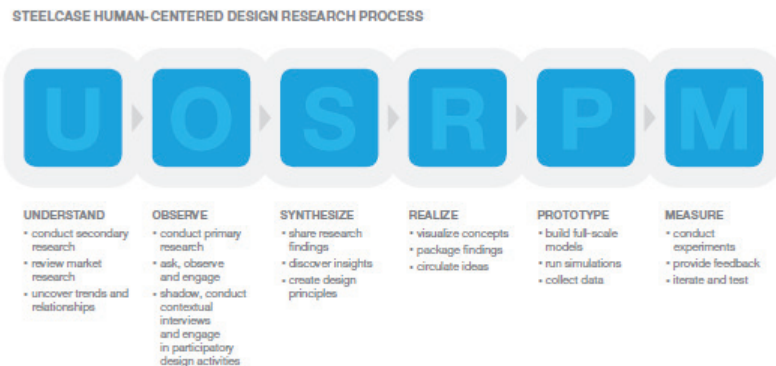 STEELCASE HUMAN-CENTERED DESIGN RESEARCH PROCESS
U O S R P M
UNDERSTAND
• conduct secondary
research
• review market
research
• uncover trends and
relationships
OBSERVE
• conduct primary
research
• ask, observe
and engage
• shadow, conduct
contextual
interviews
and engage
in participatory
design activities
SYNTHESIZE
• share research
findings
• discover insights
• create design
principles
REALIZE
• visualize concepts
• package findings
• circulate ideas
PROTOTYPE
• build full-scale
models
• run simulations
• collect data
MEASURE
• conduct
experiments
• provide feedback
• iterate and test